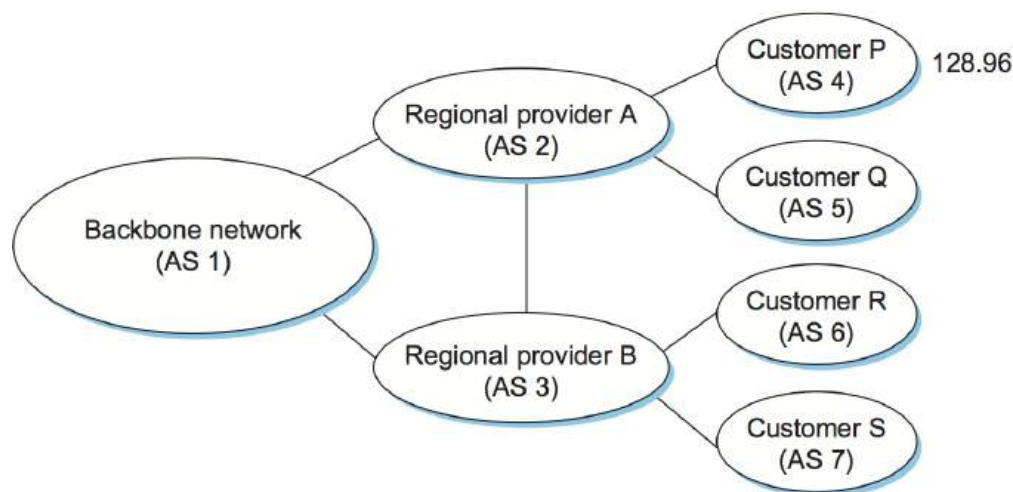 Customer P
(AS 4)
128.96
Regional provider A
(AS 2)
Customer Q
(AS 5)
Backbone network
(AS 1)
Customer R
(AS 6)
Regional provider B
(AS 3)
Customer S
(AS 7)